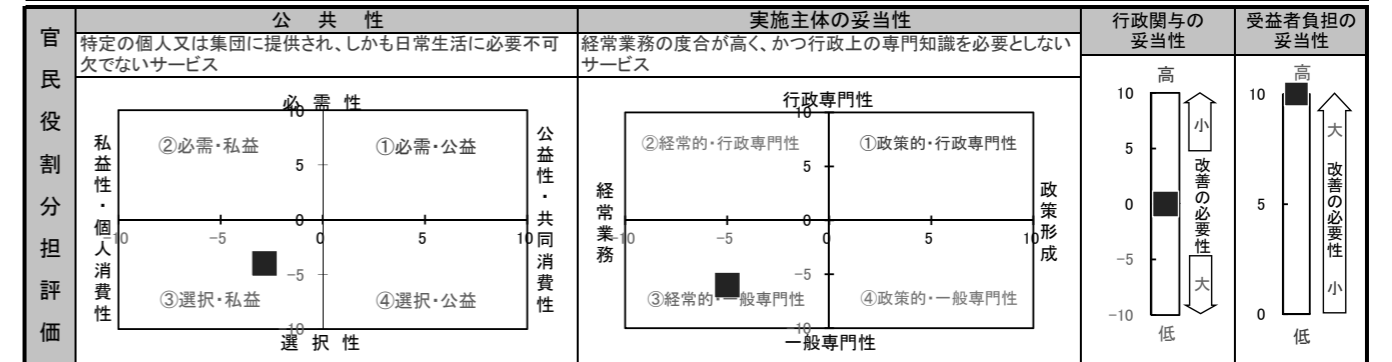 官民役割分担評価
公共性
特定の個人又は集団に提供され、しかも日常生活に必要不可
欠でないサービス
必需性
10
私益性・個人消費性
②必需・私益
①必需・公益
公益性・共同消費性
5
0
-10
-5
0
5
10
-5
③選択・私益
④選択・公益
-10
選択性
実施主体の妥当性
経常業務の度合が高く、かつ行政上の専門知識を必要としない
サービス
行政専門性
10
経常業務
②経常的・行政専門性
①政策的・行政専門性
政策形成
5
0
-10
-5
0
5
10
-5
③経常的・一般専門性
④政策的・一般専門性
-10
一般専門性
行政関与の
妥当性
高
10
5
0
-5
-10
低
小
改善の必要性
大
受益者負担の
妥当性
高
10
5
0
低
大
改善の必要性
小